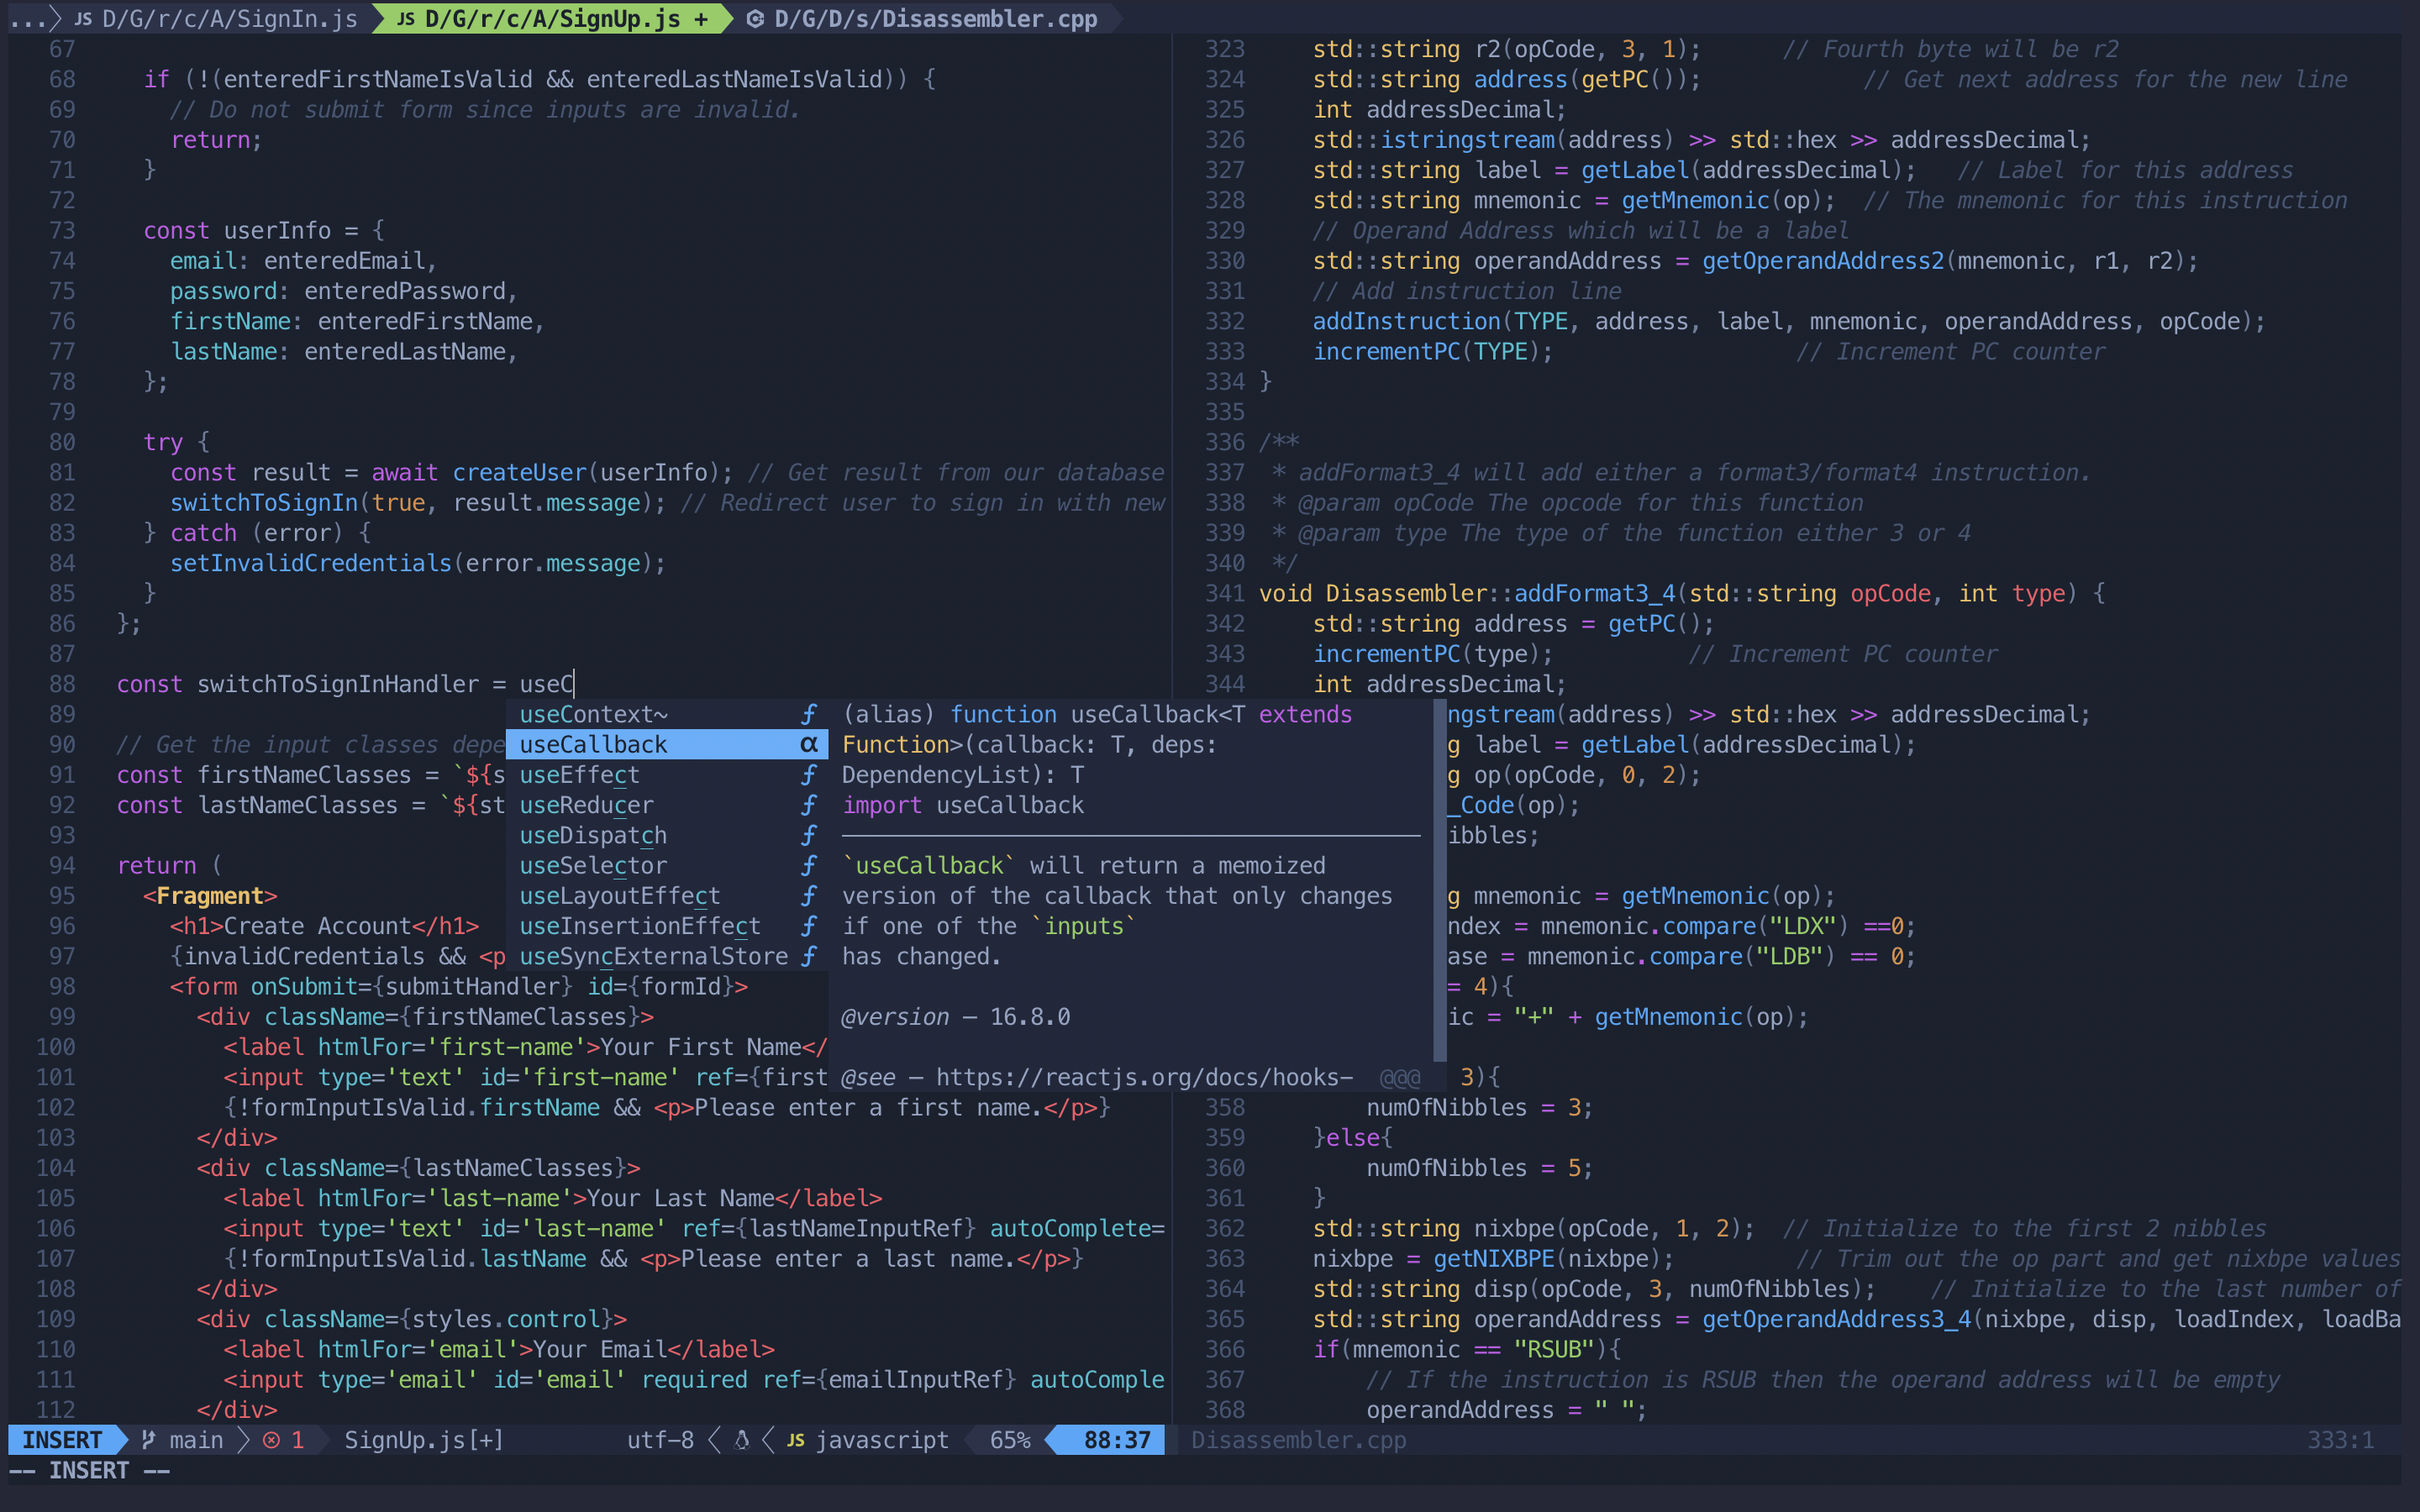 ... JS D/G/r/c/A/SignIn.js JS D/G/r/c/A/SignUp.js + D/G/D/s/Disassembler.cpp
67
68 if (!(enteredFirstNameIsValid && enteredLastNameIsValid)) {
69 // Do not submit form since inputs are invalid.
70 return;
71 }
72
73 const userInfo = {
74 email: enteredEmail,
75 password: enteredPassword,
76 firstName: enteredFirstName,
77 lastName: enteredLastName,
78 };
79
80 try {
81 const result = await createUser(userInfo); // Get result from our database
82 switchToSignIn(true, result.message); // Redirect user to sign in with new
83 } catch (error) {
84 setInvalidCredentials(error.message);
85 }
86 };
87
88 const switchToSignInHandler = useC
89
90 // Get the input classes depe
91 const firstNameClasses = `${s
92 const lastNameClasses = `${st
93
94 return (
95 <Fragment>
96 <h1>Create Account</h1>
97 {invalidCredentials && <p
98 <form onSubmit={submitHandler} id={formId}>
99 <div className={firstNameClasses}>
100 <label htmlFor='first-name'>Your First Name</
101 <input type='text' id='first-name' ref={first
102 {!formInputIsValid.firstName && <p>Please enter a first name.</p>}
103 </div>
104 <div className={lastNameClasses}>
105 <label htmlFor='last-name'>Your Last Name</label>
106 <input type='text' id='last-name' ref={lastNameInputRef} autoComplete=
107 {!formInputIsValid.lastName && <p>Please enter a last name.</p>}
108 </div>
109 <div className={styles.control}>
110 <label htmlFor='email'>Your Email</label>
111 <input type='email' id='email' required ref={emailInputRef} autoComple
112 </div>
useContext~ ƒ
useCallback α
useEffect ƒ
useReducer ƒ
useDispatch ƒ
useSelector ƒ
useLayoutEffect ƒ
useInsertionEffect ƒ
useSyncExternalStore ƒ
(alias) function useCallback<T extends
Function>(callback: T, deps:
DependencyList): T
import useCallback
`useCallback` will return a memoized
version of the callback that only changes
if one of the `inputs`
has changed.
@version — 16.8.0
@see — https://reactjs.org/docs/hooks- @@@
323 std::string r2(opCode, 3, 1); // Fourth byte will be r2
324 std::string address(getPC()); // Get next address for the new line
325 int addressDecimal;
326 std::istringstream(address) >> std::hex >> addressDecimal;
327 std::string label = getLabel(addressDecimal); // Label for this address
328 std::string mnemonic = getMnemonic(op); // The mnemonic for this instruction
329 // Operand Address which will be a label
330 std::string operandAddress = getOperandAddress2(mnemonic, r1, r2);
331 // Add instruction line
332 addInstruction(TYPE, address, label, mnemonic, operandAddress, opCode);
333 incrementPC(TYPE); // Increment PC counter
334 }
335
336 /**
337 * addFormat3_4 will add either a format3/format4 instruction.
338 * @param opCode The opcode for this function
339 * @param type The type of the function either 3 or 4
340 */
341 void Disassembler::addFormat3_4(std::string opCode, int type) {
342 std::string address = getPC();
343 incrementPC(type); // Increment PC counter
344 int addressDecimal;
ngstream(address) >> std::hex >> addressDecimal;
g label = getLabel(addressDecimal);
g op(opCode, 0, 2);
_Code(op);
ibbles;
g mnemonic = getMnemonic(op);
ndex = mnemonic.compare("LDX") ==0;
ase = mnemonic.compare("LDB") == 0;
= 4){
ic = "+" + getMnemonic(op);
3){
358 numOfNibbles = 3;
359 }else{
360 numOfNibbles = 5;
361 }
362 std::string nixbpe(opCode, 1, 2); // Initialize to the first 2 nibbles
363 nixbpe = getNIXBPE(nixbpe); // Trim out the op part and get nixbpe values
364 std::string disp(opCode, 3, numOfNibbles); // Initialize to the last number of
365 std::string operandAddress = getOperandAddress3_4(nixbpe, disp, loadIndex, loadBa
366 if(mnemonic == "RSUB"){
367 // If the instruction is RSUB then the operand address will be empty
368 operandAddress = " ";
INSERT main 1 SignUp.js[+] utf-8 JS javascript 65% 88:37 Disassembler.cpp 333:1
-- INSERT --